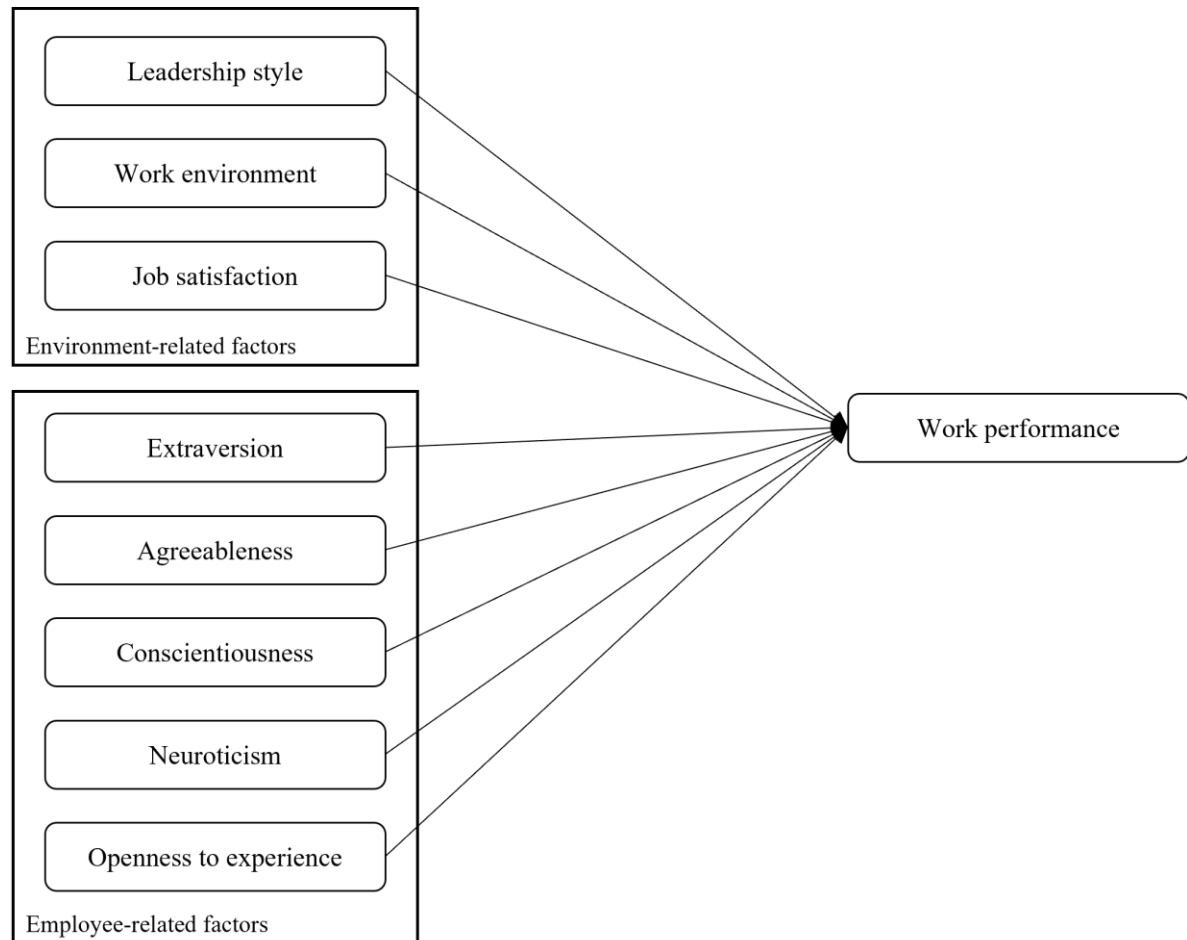 Leadership style
Work environment
Job satisfaction
Environment-related factors
Extraversion
Agreeableness
Conscientiousness
Neuroticism
Openness to experience
Employee-related factors
Work performance